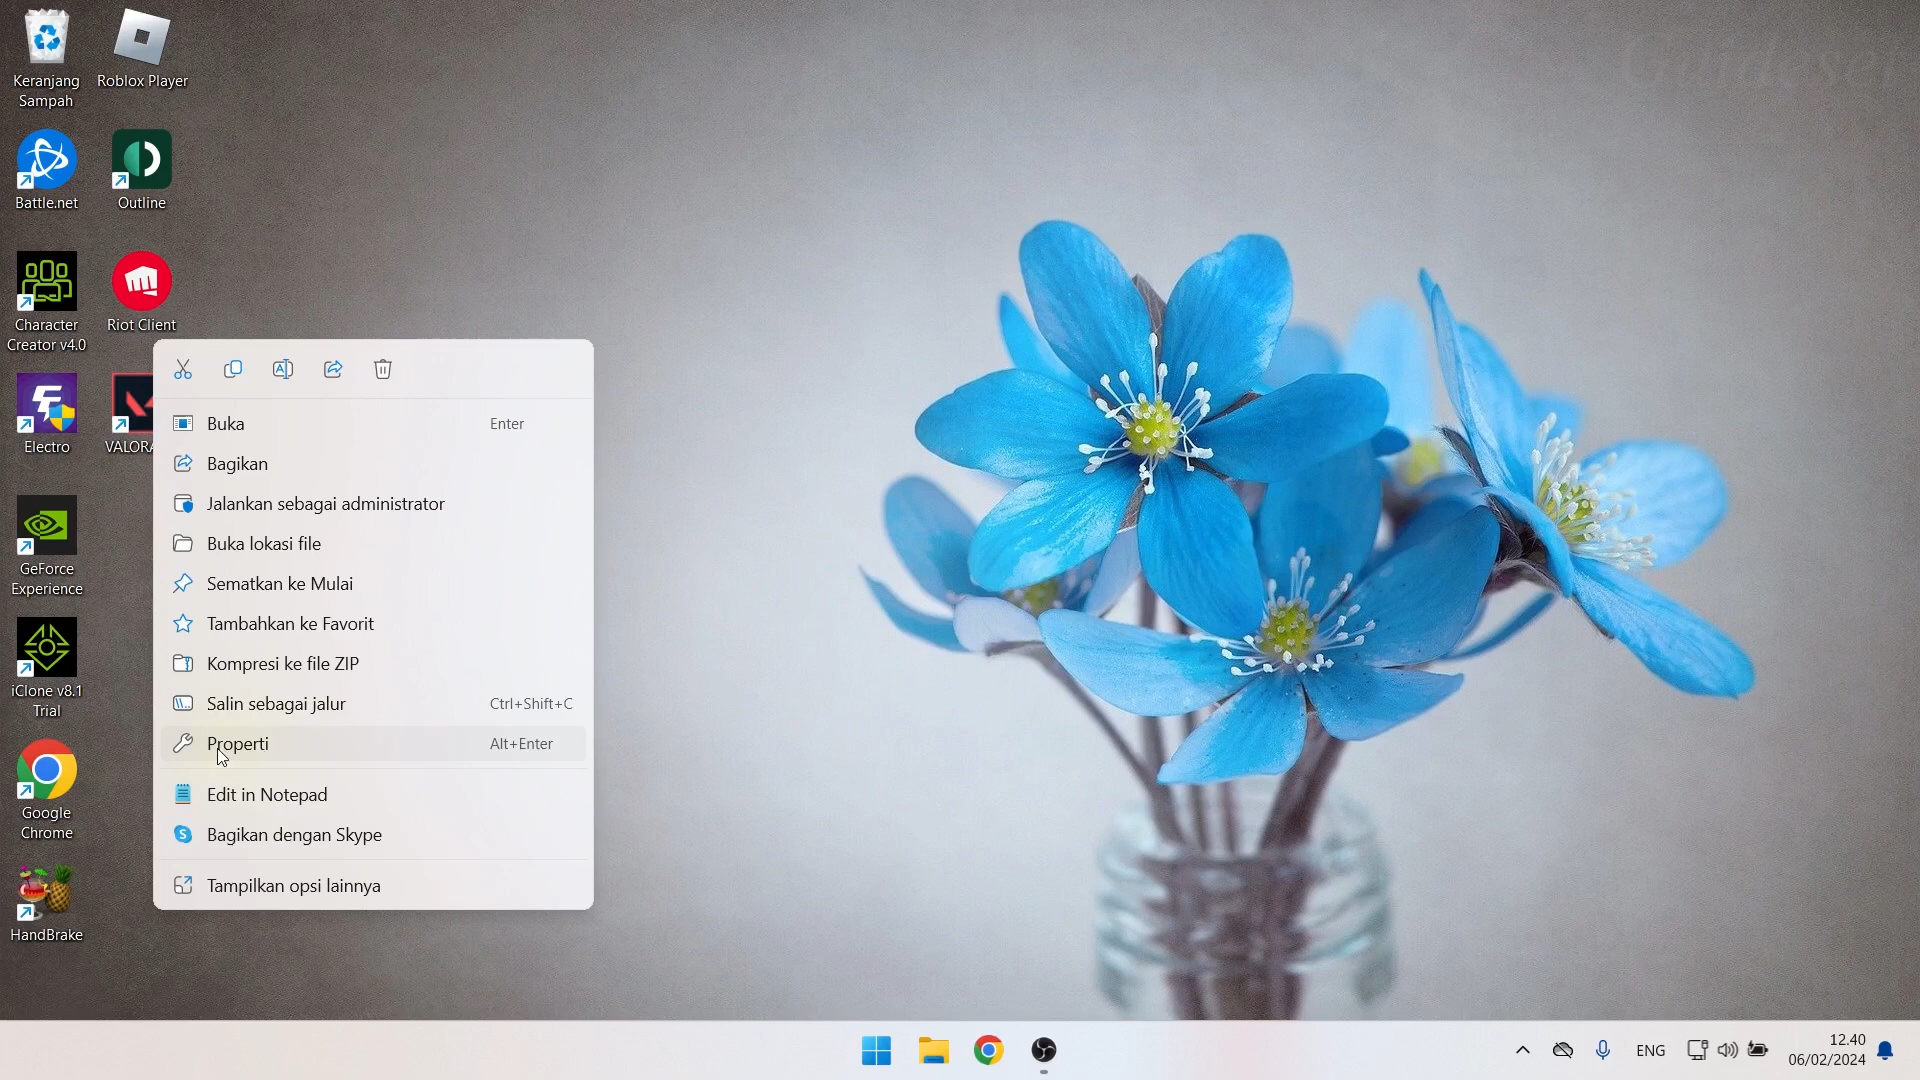 Keranjang
Sampah
Roblox Player
Battle.net
Outline
Character
Creator v4.0
Riot Client
Electro
VALORA
GeForce
Experience
iClone v8.1
Trial
Google
Chrome
HandBrake
Buka Enter
Bagikan
Jalankan sebagai administrator
Buka lokasi file
Sematkan ke Mulai
Tambahkan ke Favorit
Kompresi ke file ZIP
Salin sebagai jalur Ctrl+Shift+C
Properti Alt+Enter
Edit in Notepad
Bagikan dengan Skype
Tampilkan opsi lainnya
ENG
12.40
06/02/2024